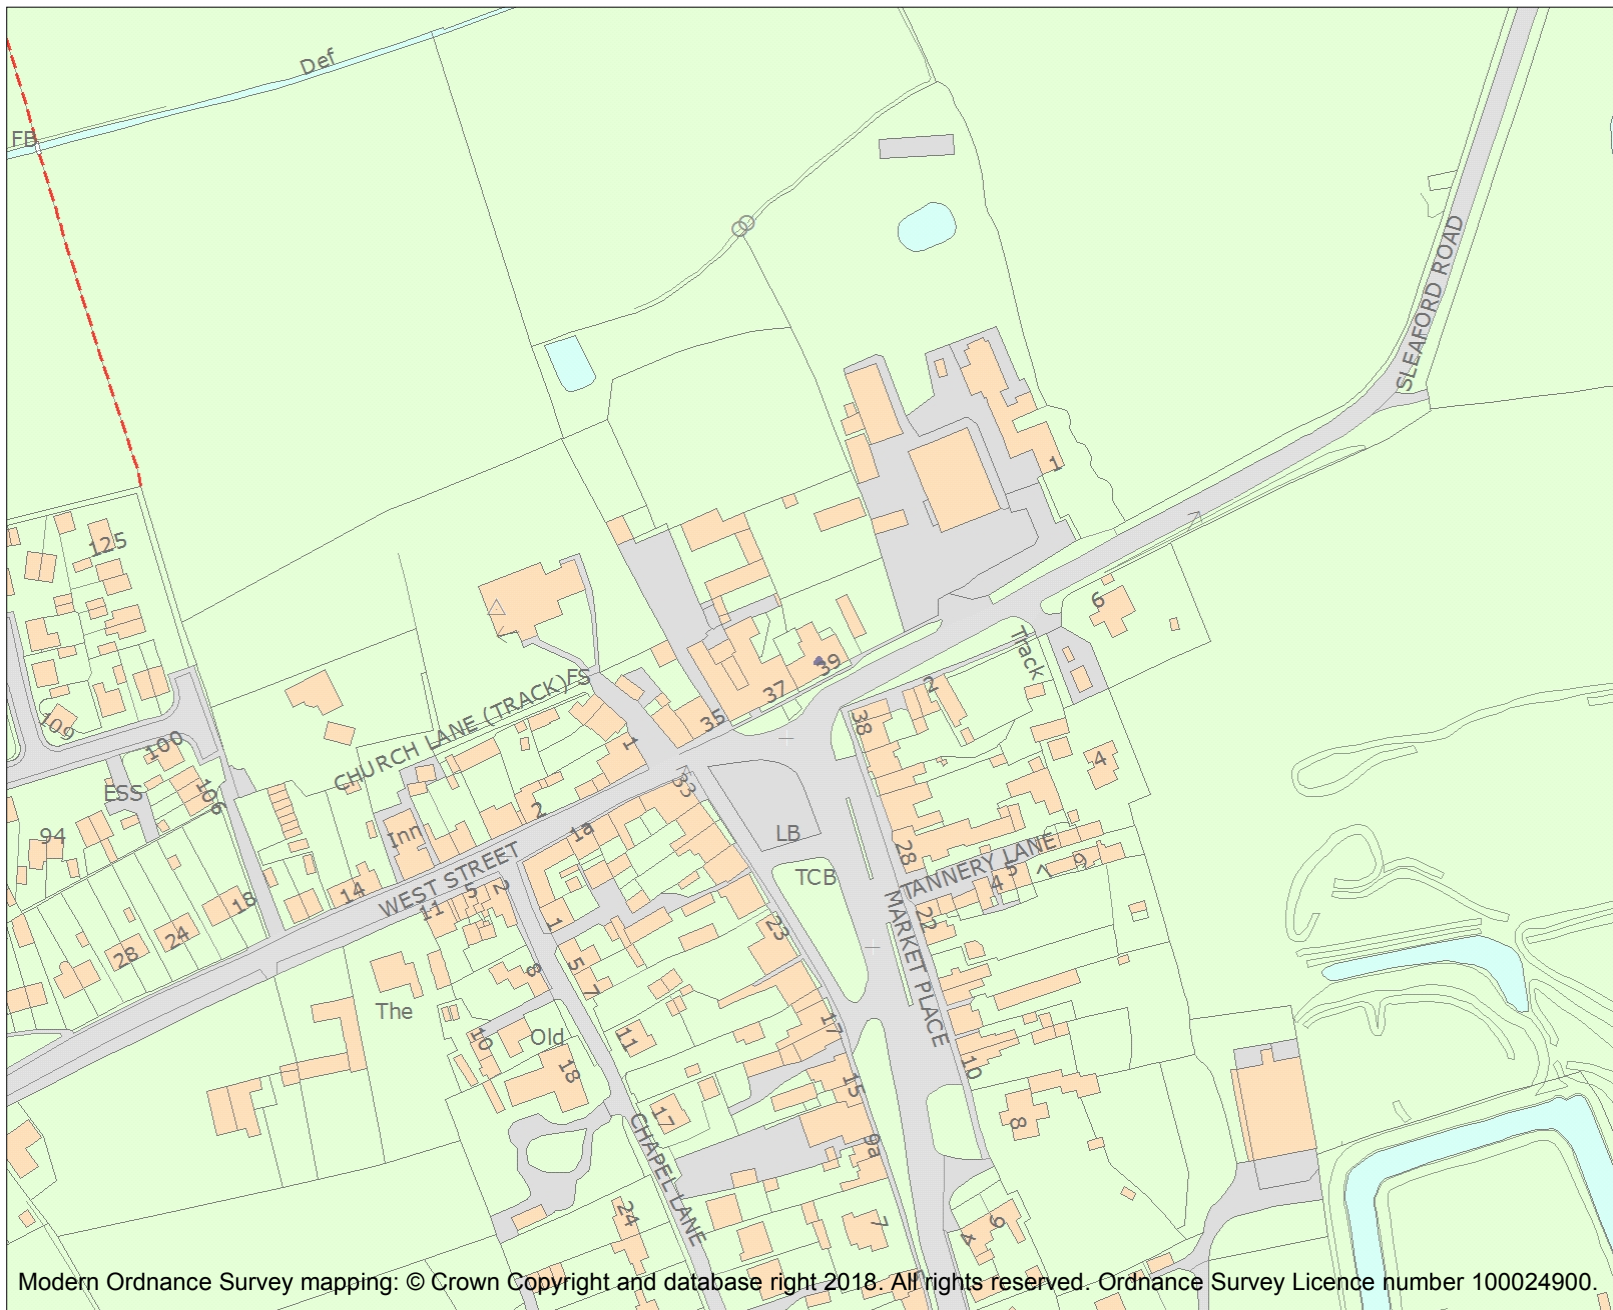 Def
FB
SLEAFORD ROAD
1
125
6
Track
FS
39
37
35
2
38
109
100
106
ESS
94
CHURCH LANE (TRACK)
1
33
4
Inn
2
1a
LB
28
TCB
TANNERY LANE
4
5
7
9
WEST STREET
14
18
11
5
2
1
22
MARKET PLACE
23
28
24
8
5
7
The
10
Old
18
11
17
10
15
17
8
9a
CHAPEL LANE
24
7
4
6
Modern Ordnance Survey mapping: © Crown Copyright and database right 2018. All rights reserved. Ordnance Survey Licence number 100024900.